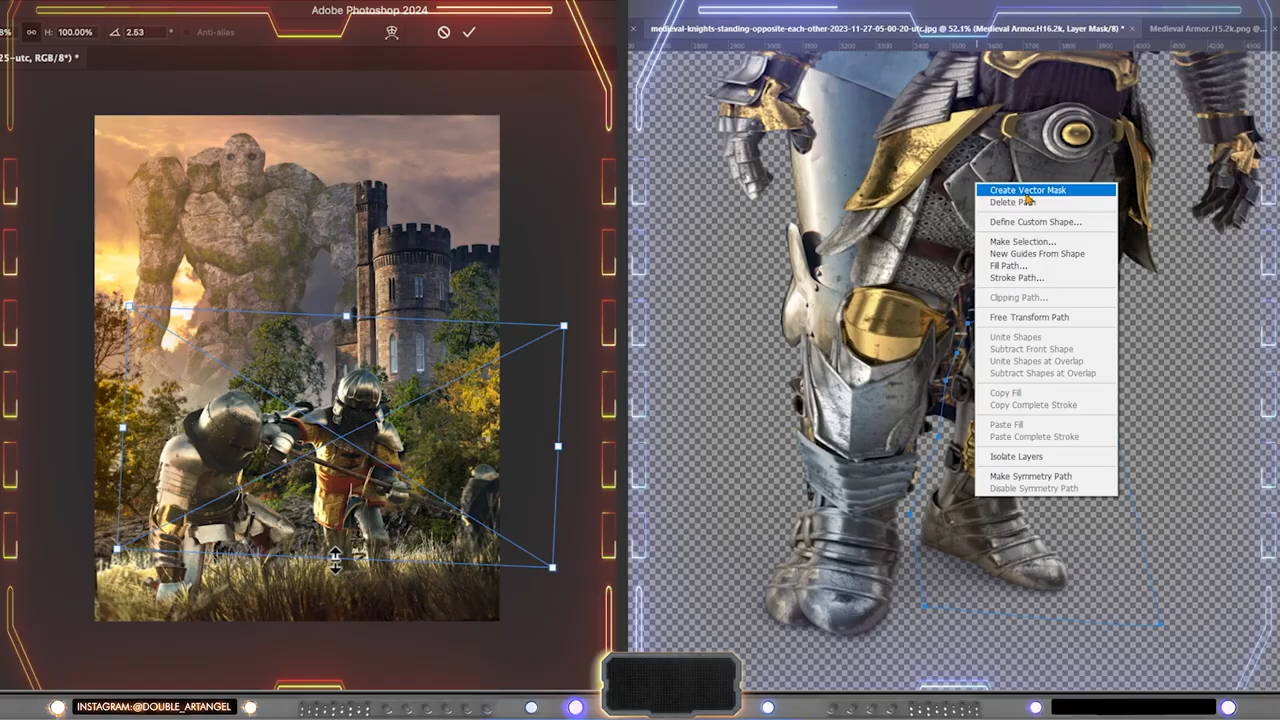 Adobe Photoshop 2024
8%
H: 100.00%
2.53
°
Anti-alias
25-utc, RGB/8*) *
medieval-knights-standing-opposite-each-other-2023-11-27-05-00-20-utc.jpg @ 52.1% (Medieval Armor.H16.2k, Layer Mask/8) *
Medieval Armor.J15.2k.png @...
Create Vector Mask
Delete Path
Define Custom Shape...
Make Selection...
New Guides From Shape
Fill Path...
Stroke Path...
Clipping Path...
Free Transform Path
Unite Shapes
Subtract Front Shape
Unite Shapes at Overlap
Subtract Shapes at Overlap
Copy Fill
Copy Complete Stroke
Paste Fill
Paste Complete Stroke
Isolate Layers
Make Symmetry Path
Disable Symmetry Path
INSTAGRAM:@DOUBLE_ARTANGEL